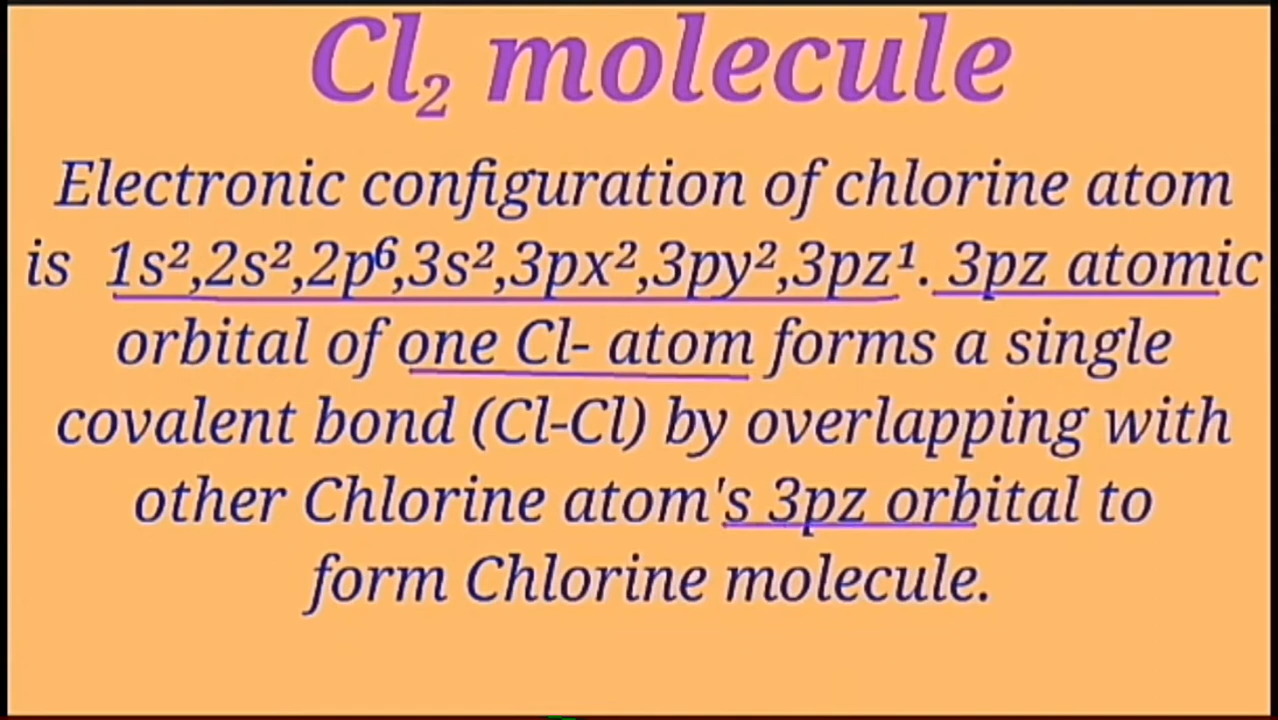 Cl₂ molecule
Electronic configuration of chlorine atom
is 1s²,2s²,2p⁶,3s²,3px²,3py²,3pz¹. 3pz atomic
orbital of one Cl- atom forms a single
covalent bond (Cl-Cl) by overlapping with
other Chlorine atom's 3pz orbital to
form Chlorine molecule.